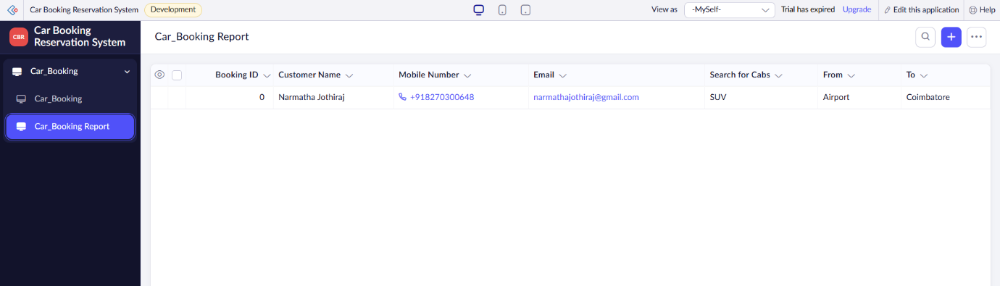 Car Booking Reservation System Development View as -MySelf- Trial has expired Upgrade Edit this application Help
CBR Car Booking
Reservation System
Car_Booking Report
Car_Booking
Car_Booking
Car_Booking Report
Booking ID Customer Name Mobile Number Email Search for Cabs From To
0 Narmatha Jothiraj +918270300648 narmathajothiraj@gmail.com SUV Airport Coimbatore